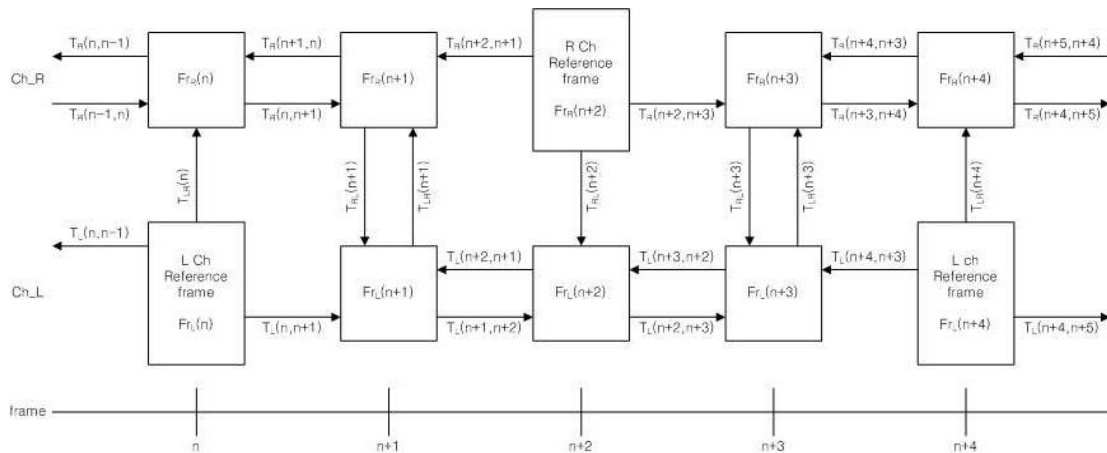 T_R(n,n-1)
T_R(n+1,n)
T_R(n+2,n+1)
T_R(n+4,n+3)
T_R(n+5,n+4)
Ch_R
Fr_R(n)
Fr_R(n+1)
R Ch
Reference
frame
Fr_R(n+2)
Fr_R(n+3)
Fr_R(n+4)
T_R(n-1,n)
T_R(n,n+1)
T_R(n+2,n+3)
T_R(n+3,n+4)
T_R(n+4,n+5)
T_LR(n)
T_RL(n+1)
T_LR(n+1)
T_RL(n+2)
T_RL(n+3)
T_LR(n+3)
T_LR(n+4)
T_L(n,n-1)
T_L(n+2,n+1)
T_L(n+3,n+2)
T_L(n+4,n+3)
Ch_L
L Ch
Reference
frame
Fr_L(n)
Fr_L(n+1)
Fr_L(n+2)
Fr_L(n+3)
L ch
Reference
frame
Fr_L(n+4)
T_L(n,n+1)
T_L(n+1,n+2)
T_L(n+2,n+3)
T_L(n+4,n+5)
frame
n
n+1
n+2
n+3
n+4